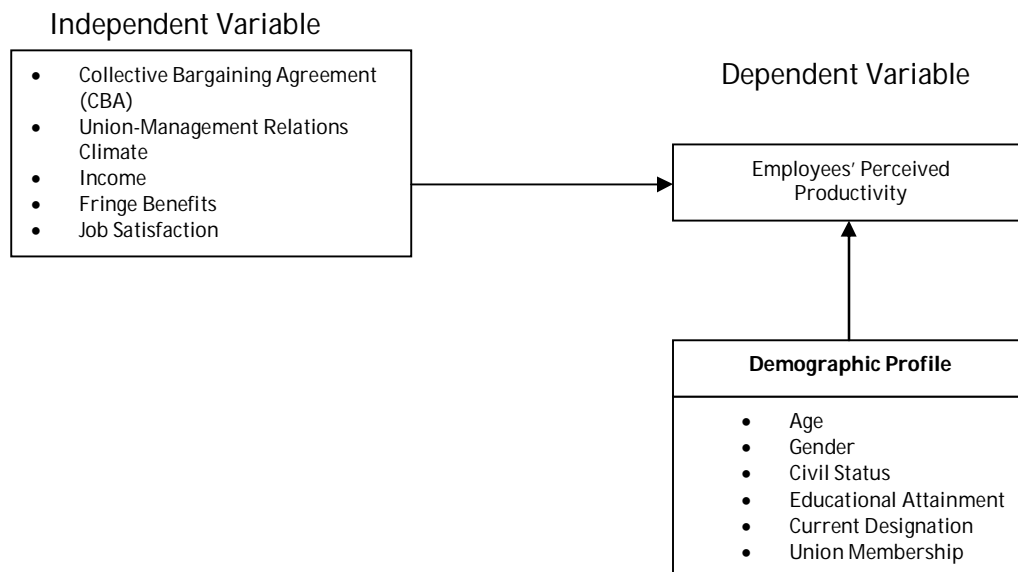 Independent Variable
• Collective Bargaining Agreement
(CBA)
• Union-Management Relations
Climate
• Income
• Fringe Benefits
• Job Satisfaction
Dependent Variable
Employees' Perceived
Productivity
Demographic Profile
• Age
• Gender
• Civil Status
• Educational Attainment
• Current Designation
• Union Membership